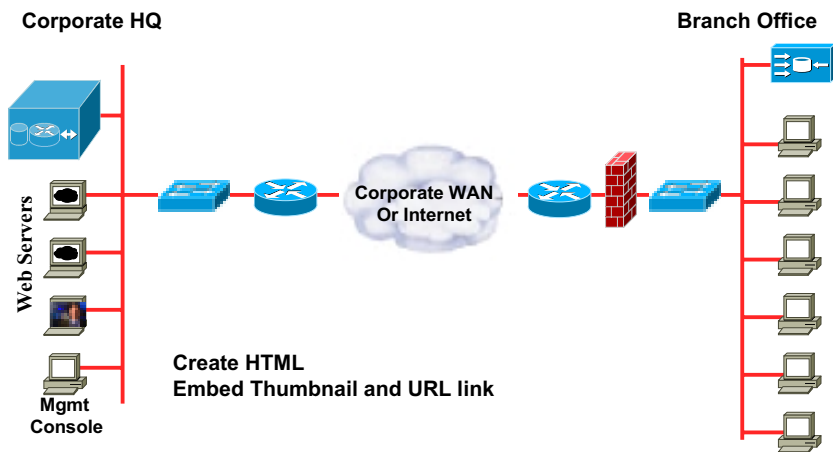 Corporate HQ
Branch Office
Corporate WAN
Or Internet
Web Servers
Create HTML
Embed Thumbnail and URL link
Mgmt
Console